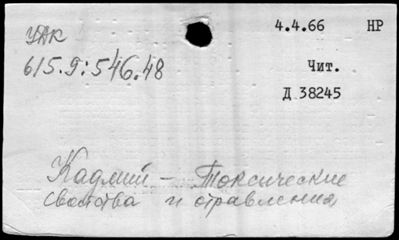 УДК
615.9:546.48
4.4.66 НР
Чит.
Д 38245
Кадмий - Токсические
свойства и отравления